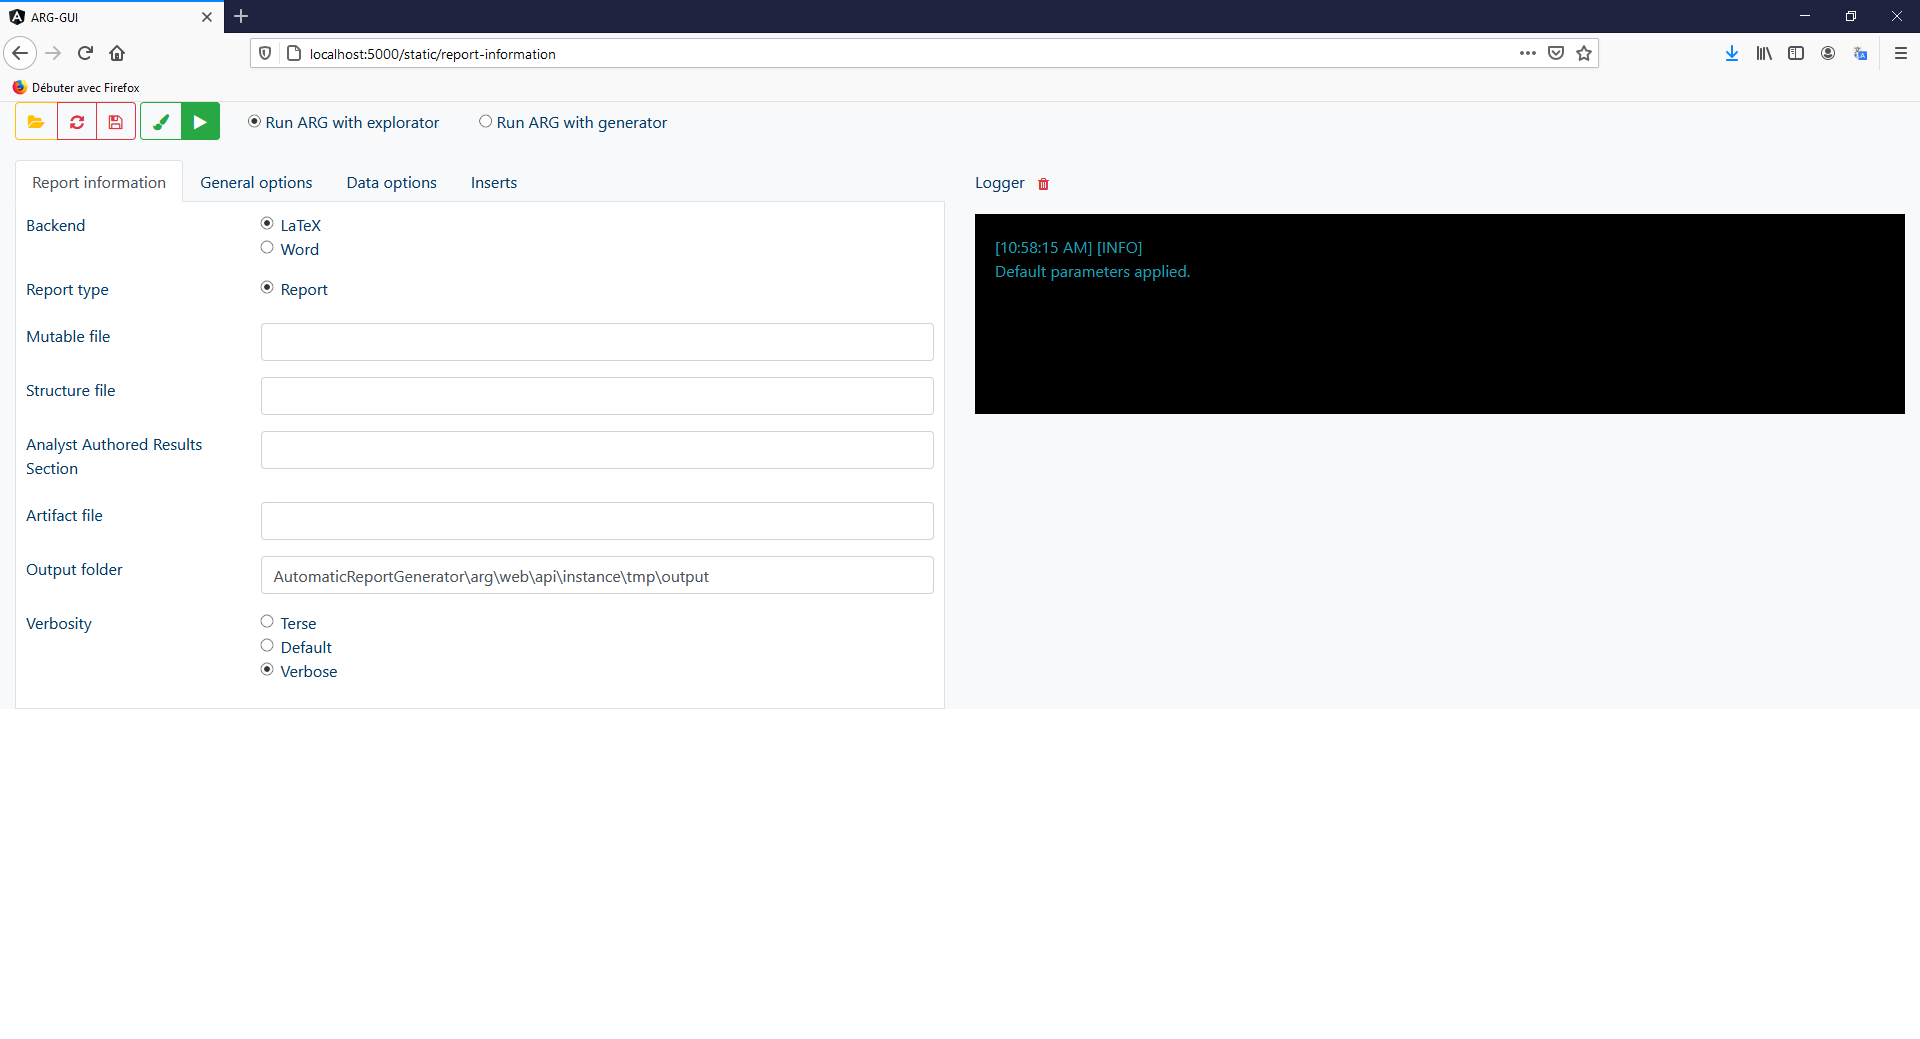 ARG-GUI
localhost:5000/static/report-information
Débuter avec Firefox
Run ARG with explorator
Run ARG with generator
Report information
General options
Data options
Inserts
Logger
Backend
LaTeX
Word
Report type
Report
Mutable file
Structure file
Analyst Authored Results
Section
Artifact file
Output folder
AutomaticReportGenerator\arg\web\api\instance\tmp\output
Verbosity
Terse
Default
Verbose
[10:58:15 AM] [INFO]
Default parameters applied.